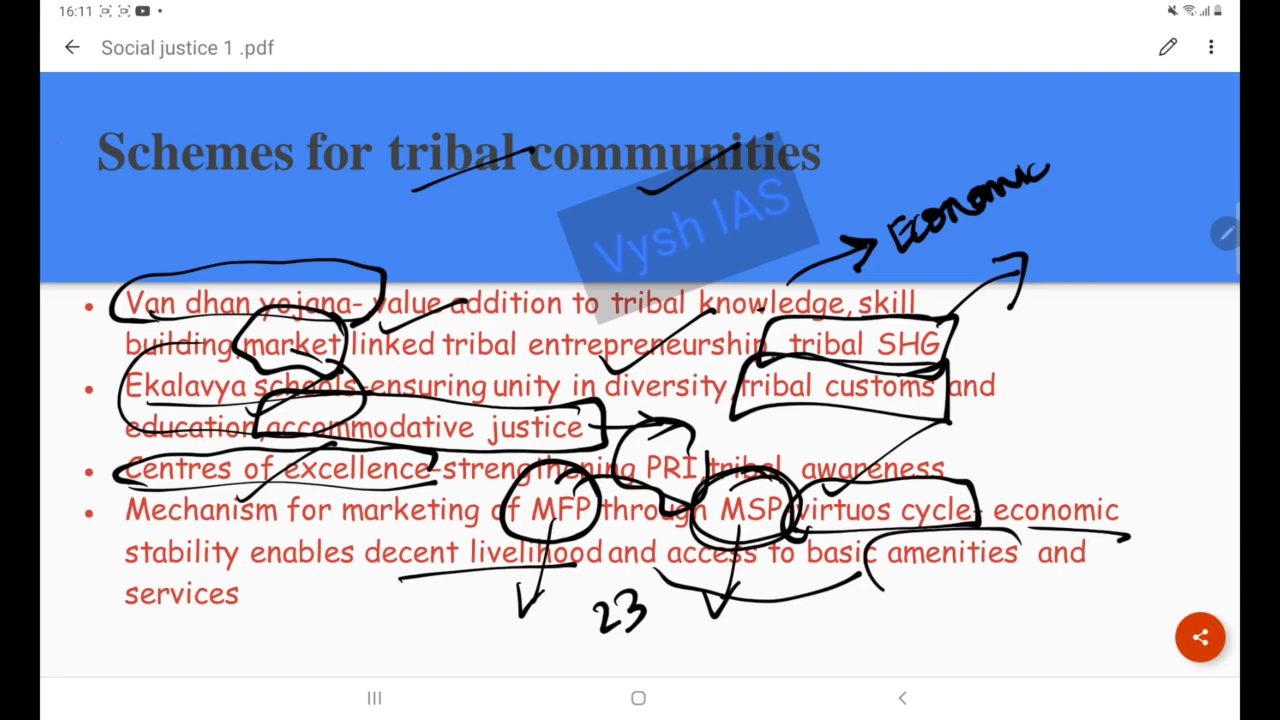 16:11
Social justice 1 .pdf
Schemes for tribal communities
Vysh IAS
Economic
• Van dhan yojana- value addition to tribal knowledge,skill
building,market linked tribal entrepreneurship, tribal SHG
• Ekalavya schools-ensuring unity in diversity,tribal customs and
education,accommodative justice
• Centres of excellence-strengthening PRI,tribal awareness
• Mechanism for marketing of MFP through MSP(virtuos cycle- economic
stability enables decent livelihood and access to basic amenities and
services
23